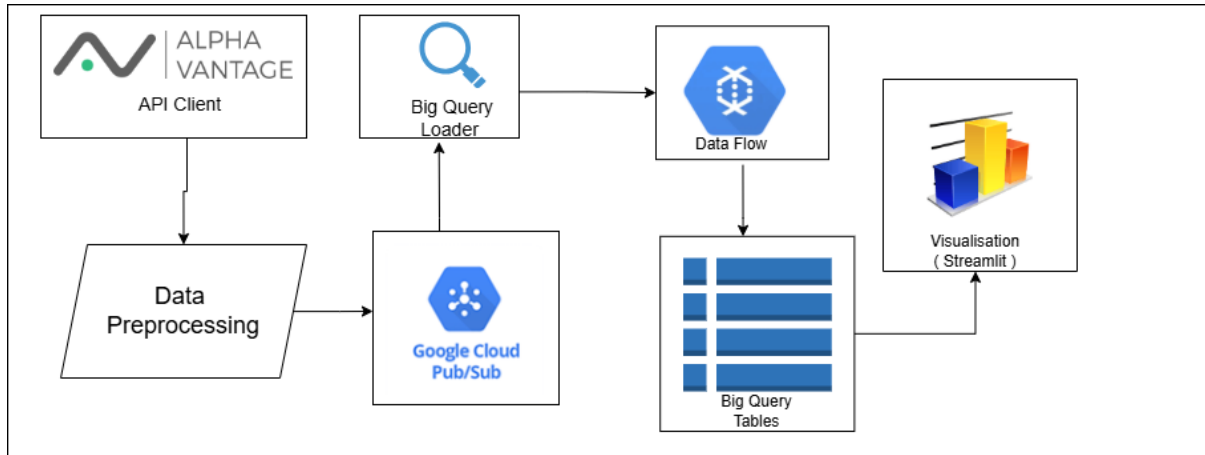 ALPHA
VANTAGE
API Client
Big Query
Loader
Data Flow
Visualisation
( Streamlit )
Data
Preprocessing
Google Cloud
Pub/Sub
Big Query
Tables